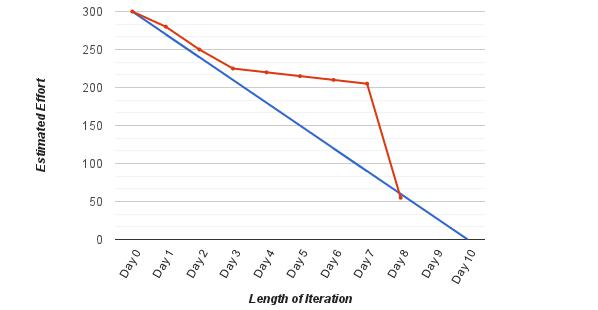 300
250
200
150
100
50
0
Estimated Effort
Day 0
Day 1
Day 2
Day 3
Day 4
Day 5
Day 6
Day 7
Day 8
Day 9
Day 10
Length of Iteration